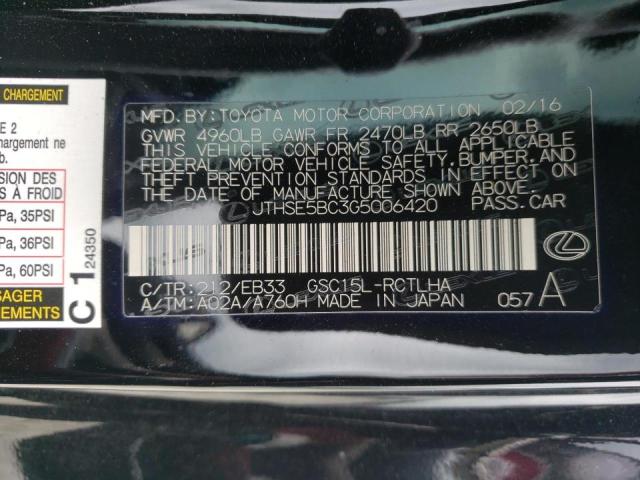 CHARGEMENT
E 2
chargement ne
b.
SION DES
S À FROID
Pa, 35PSI
Pa, 36PSI
Pa, 60PSI
SAGER
EMENTS
C1
24350
MFD. BY:TOYOTA MOTOR CORPORATION 02/16
GVWR 4960LB GAWR FR 2470LB RR 2650LB
THIS VEHICLE CONFORMS TO ALL APPLICABLE
FEDERAL MOTOR VEHICLE SAFETY, BUMPER, AND
THEFT PREVENTION STANDARDS IN EFFECT ON
THE DATE OF MANUFACTURE SHOWN ABOVE.
JTHSE5BC3G5006420 PASS.CAR
C/TR:212/EB33 GSC15L-RCTLHA
A/TM:A02A/A760H MADE IN JAPAN 057 A